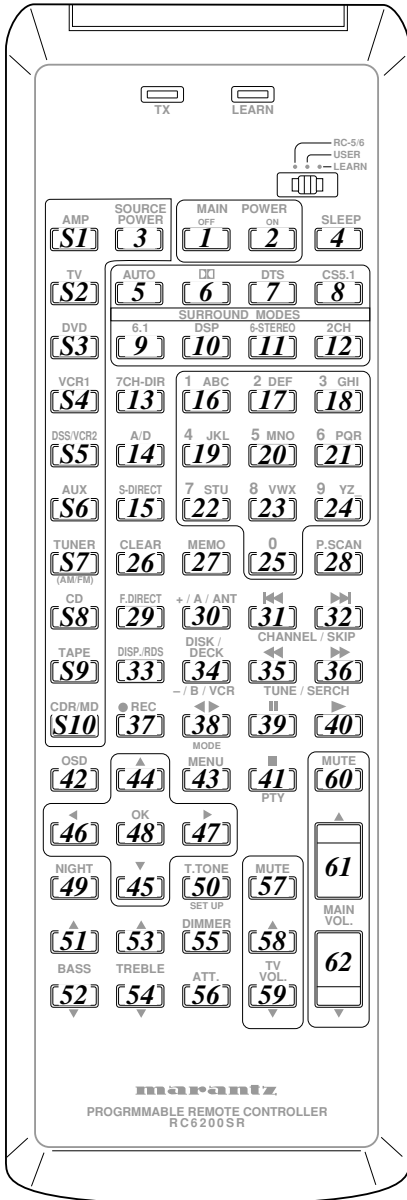 TX LEARN
RC-5/6
USER
LEARN
AMP SOURCE POWER MAIN POWER SLEEP
OFF ON
S1 3 1 2 4
TV AUTO DTS CS5.1
S2 5 6 7 8
SURROUND MODES
DVD 6.1 DSP 6-STEREO 2CH
S3 9 10 11 12
VCR1 7CH-DIR 1 ABC 2 DEF 3 GHI
S4 13 16 17 18
DSS/VCR2 A/D 4 JKL 5 MNO 6 PQR
S5 14 19 20 21
AUX S-DIRECT 7 STU 8 VWX 9 YZ_
S6 15 22 23 24
TUNER CLEAR MEMO 0 P.SCAN
S7 26 27 25 28
(AM/FM)
CD F.DIRECT + / A / ANT ⏮ ⏭
S8 29 30 31 32
DISK / DECK CHANNEL / SKIP
TAPE DISP./RDS ◀◀ ▶▶
S9 33 34 35 36
– / B / VCR TUNE / SERCH
CDR/MD ● REC ◀ ▶ ⏸ ▶
S10 37 38 39 40
MODE
OSD ▲ MENU ■ MUTE
42 44 43 41 60
PTY
◀ OK ▶ ▲
46 48 47 61
NIGHT ▼ T.TONE MUTE
49 45 50 57
SET UP
MAIN VOL.
▲ ▲ DIMMER ▲
51 53 55 58 62
BASS TREBLE ATT. TV VOL.
52 54 56 59
▼ ▼ ▼ ▼
marantz
PROGRMMABLE REMOTE CONTROLLER
RC6200SR